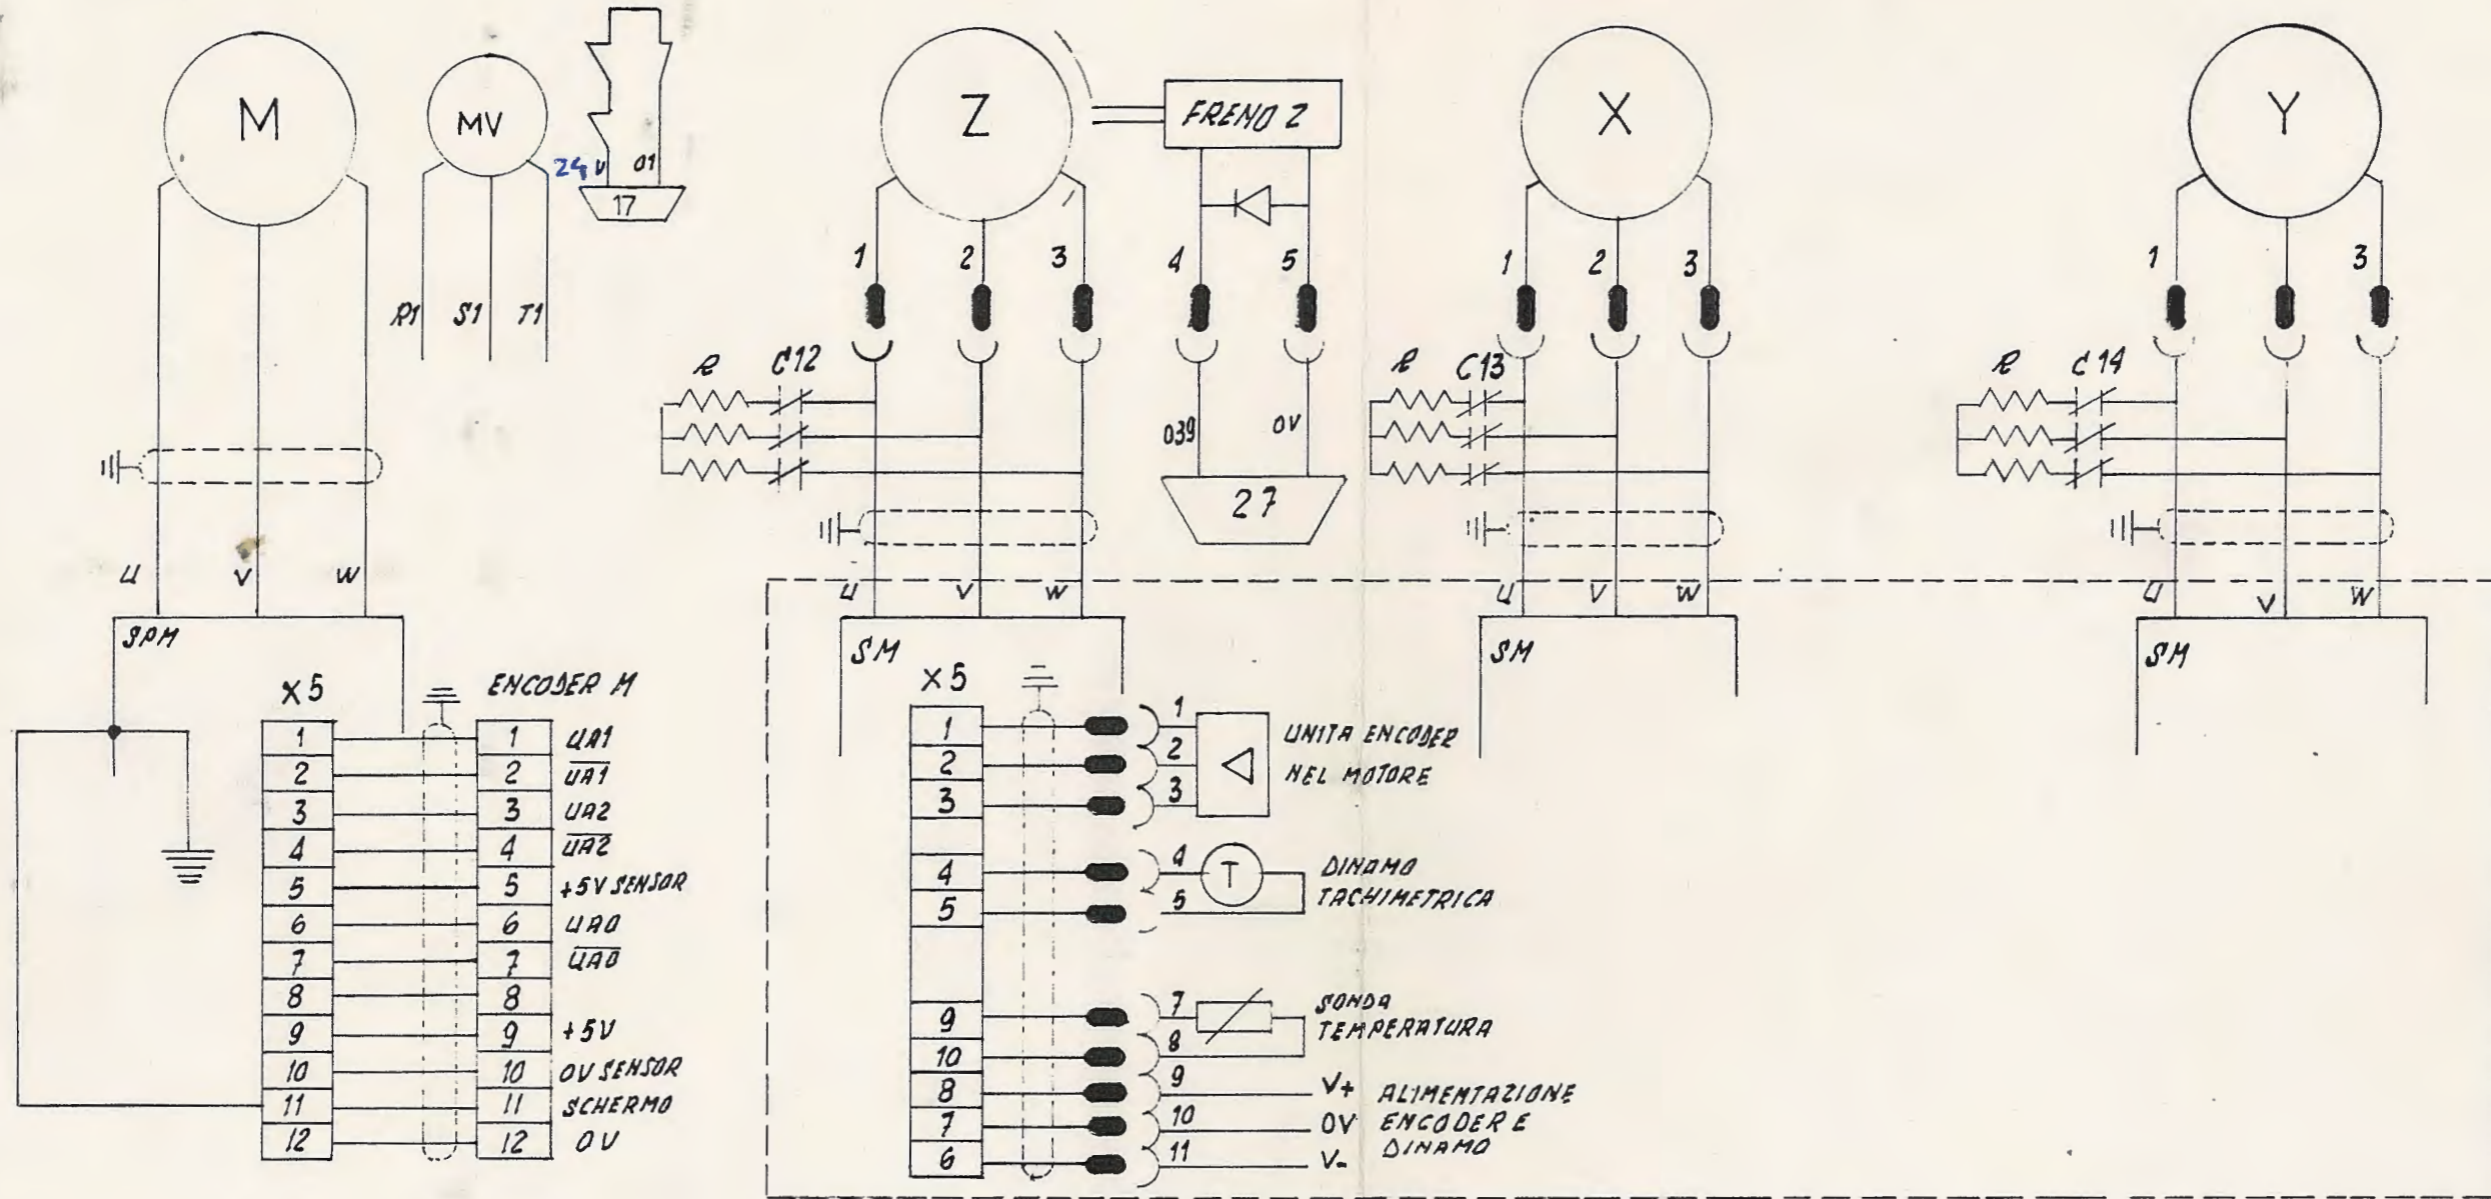 M
MV
24V 01
17
Z
FRENO Z
X
Y
1 2 3 4 5
1 2 3
1 3
R1 S1 T1
R C12
R C13
R C14
039 0V
27
U V W
U V W
U V W
U V W
SPM
SM
SM
SM
X5
ENCODER M
1 1 UA1
2 2 U̅A̅1̅
3 3 UA2
4 4 U̅A̅2̅
5 5 +5V SENSOR
6 6 UA0
7 7 U̅A̅0̅
8 8
9 9 +5V
10 10 0V SENSOR
11 11 SCHERMO
12 12 0V
X5
1 1
2 2
3 3
UNITA ENCODER
NEL MOTORE
4 4
T
5 5
DINAMO
TACHIMETRICA
9 7
10 8
SONDA
TEMPERATURA
8 9 V+
7 10 0V
6 11 V-
ALIMENTAZIONE
ENCODER E
DINAMO